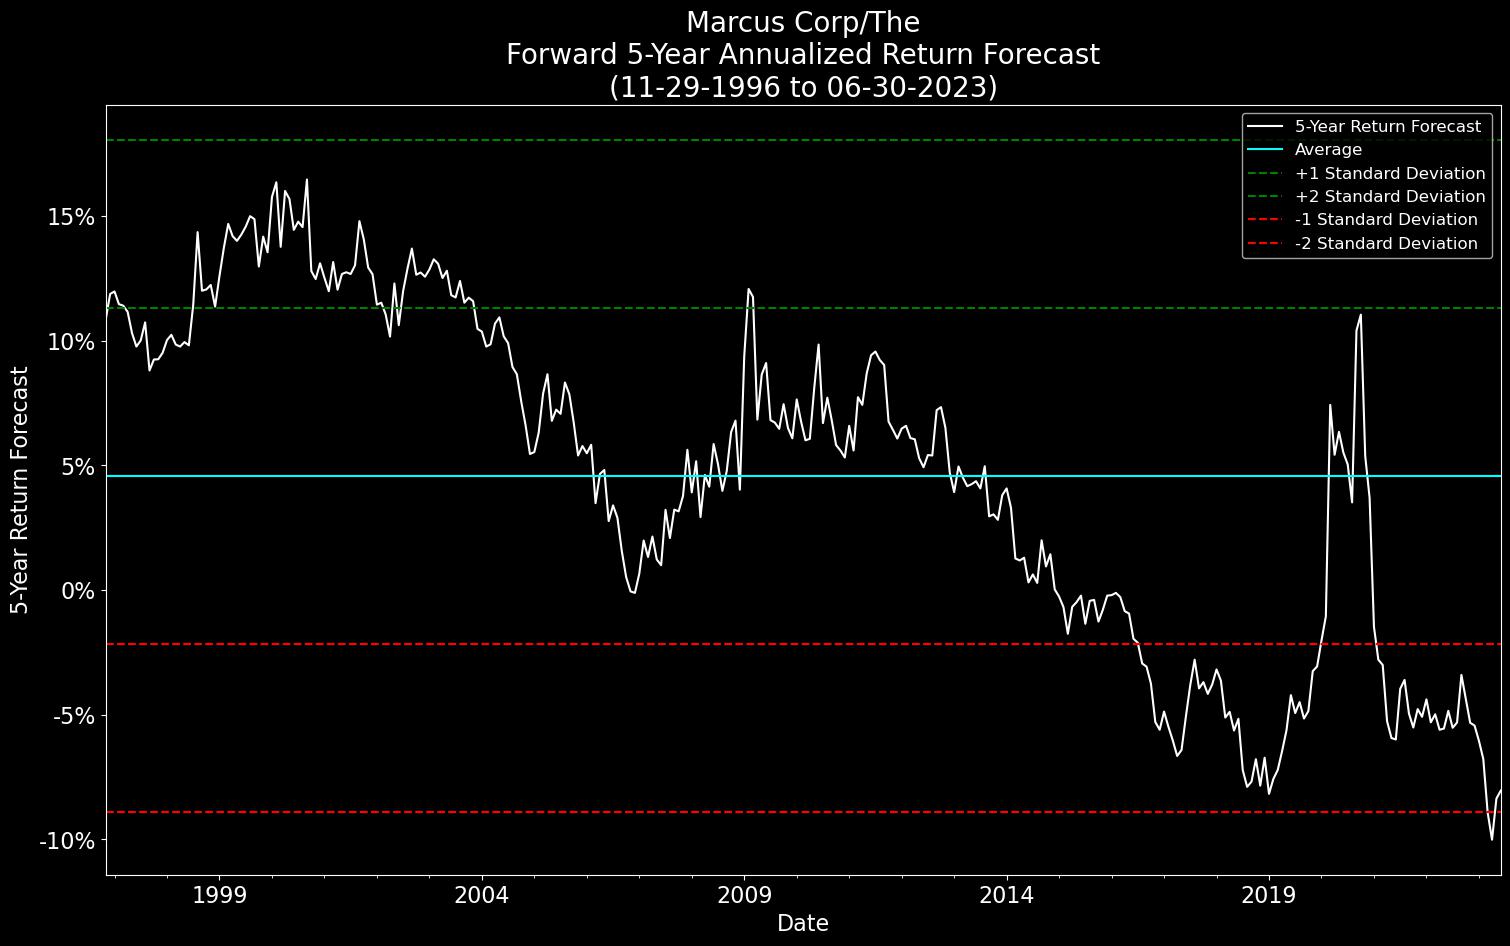 Marcus Corp/The
Forward 5-Year Annualized Return Forecast
(11-29-1996 to 06-30-2023)
5-Year Return Forecast
Average
+1 Standard Deviation
+2 Standard Deviation
-1 Standard Deviation
-2 Standard Deviation
5-Year Return Forecast
15%
10%
5%
0%
-5%
-10%
1999 2004 2009 2014 2019
Date